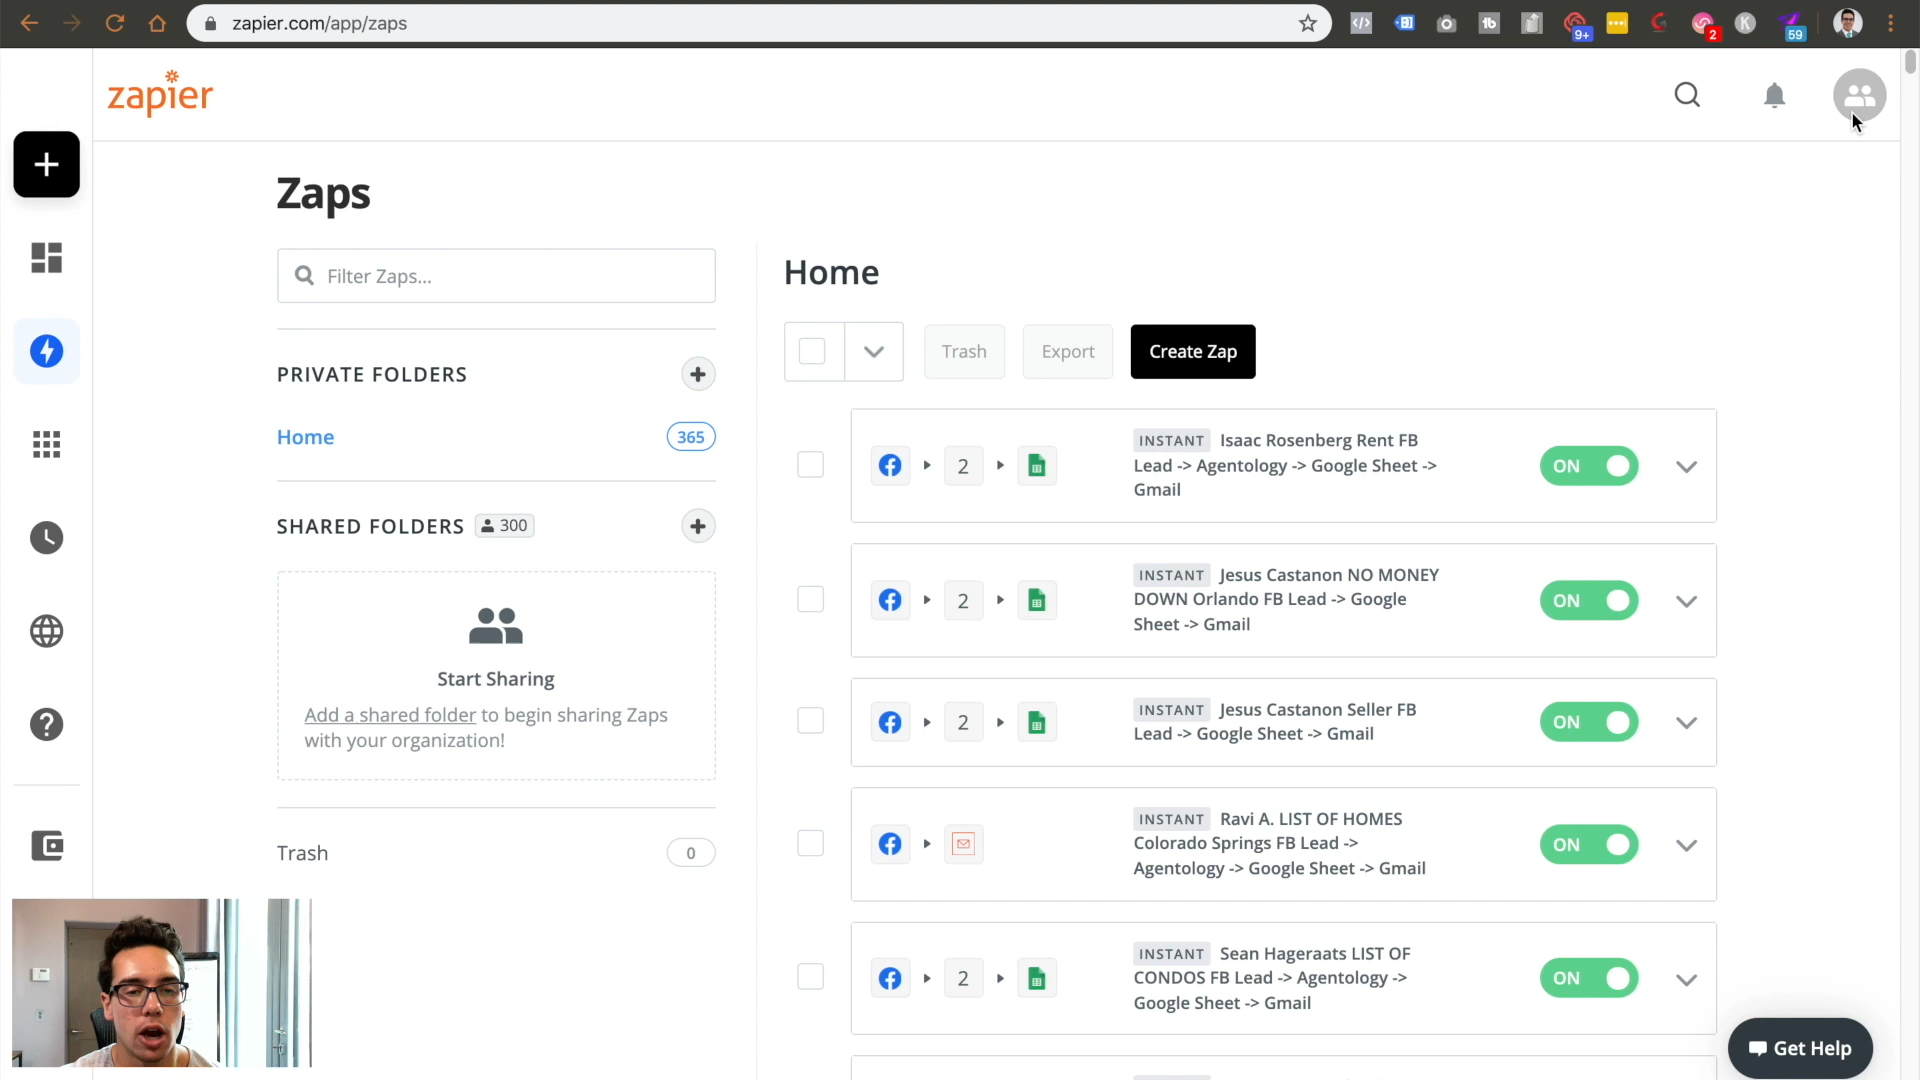 zapier.com/app/zaps
9+
2
K
59
zapier
Zaps
Filter Zaps...
PRIVATE FOLDERS
Home
365
SHARED FOLDERS
300
Start Sharing
Add a shared folder to begin sharing Zaps
with your organization!
Trash
0
Home
Trash
Export
Create Zap
2
INSTANT Isaac Rosenberg Rent FB
Lead -> Agentology -> Google Sheet ->
Gmail
ON
2
INSTANT Jesus Castanon NO MONEY
DOWN Orlando FB Lead -> Google
Sheet -> Gmail
ON
2
INSTANT Jesus Castanon Seller FB
Lead -> Google Sheet -> Gmail
ON
INSTANT Ravi A. LIST OF HOMES
Colorado Springs FB Lead ->
Agentology -> Google Sheet -> Gmail
ON
2
INSTANT Sean Hageraats LIST OF
CONDOS FB Lead -> Agentology ->
Google Sheet -> Gmail
ON
Get Help